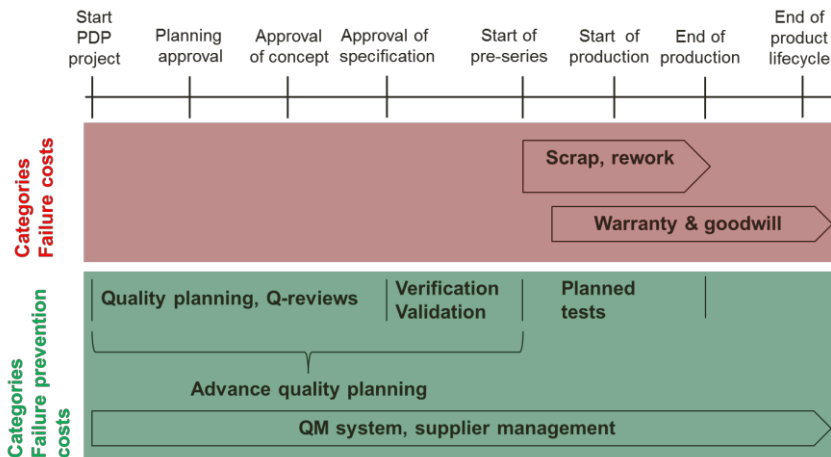 Start
PDP
project
Planning
approval
Approval
of concept
Approval of
specification
Start of
pre-series
Start of
production
End of
production
End of
product
lifecycle
Categories
Failure costs
Scrap, rework
Warranty & goodwill
Categories
Failure prevention
costs
Quality planning, Q-reviews
Verification
Validation
Planned
tests
Advance quality planning
QM system, supplier management